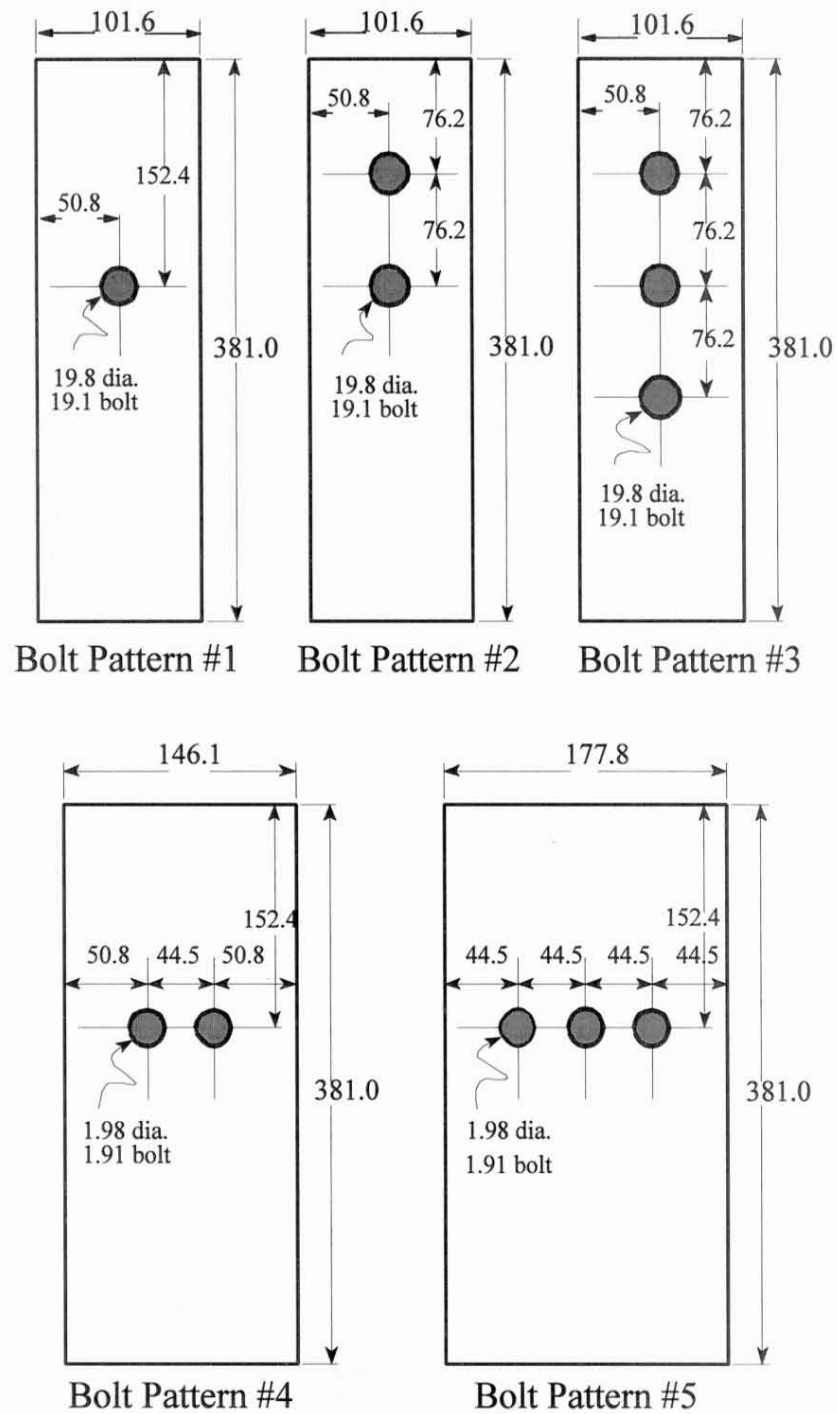 101.6
101.6
101.6
50.8
76.2
50.8
76.2
152.4
50.8
76.2
76.2
381.0
381.0
76.2
381.0
19.8 dia.
19.1 bolt
19.8 dia.
19.1 bolt
19.8 dia.
19.1 bolt
Bolt Pattern #1
Bolt Pattern #2
Bolt Pattern #3
146.1
177.8
152.4
152.4
50.8
44.5
50.8
44.5
44.5
44.5
44.5
381.0
381.0
1.98 dia.
1.91 bolt
1.98 dia.
1.91 bolt
Bolt Pattern #4
Bolt Pattern #5